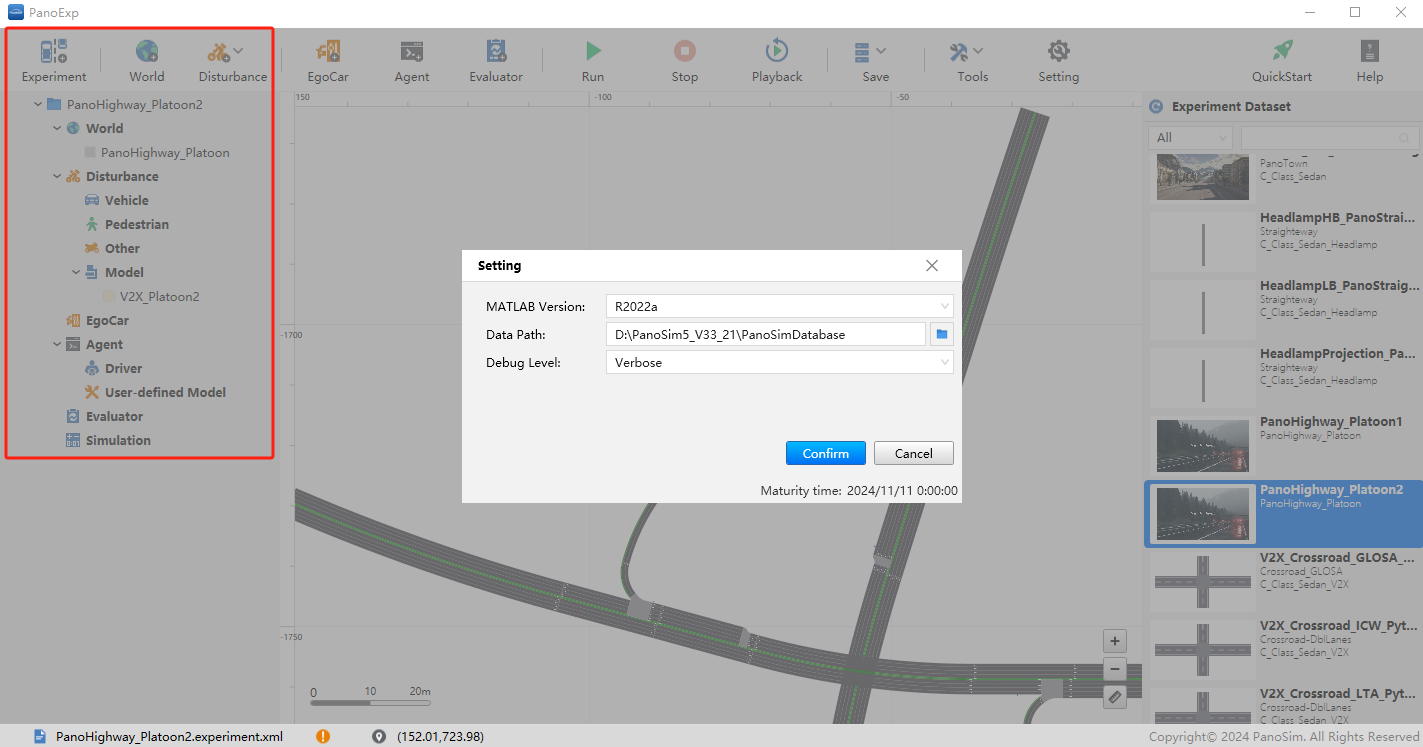 PanoExp
Experiment
World
Disturbance
EgoCar
Agent
Evaluator
Run
Stop
Playback
Save
Tools
Setting
QuickStart
Help
PanoHighway_Platoon2
World
PanoHighway_Platoon
Disturbance
Vehicle
Pedestrian
Other
Model
V2X_Platoon2
EgoCar
Agent
Driver
User-defined Model
Evaluator
Simulation
150
-100
-50
-1700
-1750
0 10 20m
Setting
MATLAB Version: R2022a
Data Path: D:\PanoSim5_V33_21\PanoSimDatabase
Debug Level: Verbose
Confirm
Cancel
Maturity time: 2024/11/11 0:00:00
Experiment Dataset
All
PanoTown
C_Class_Sedan
HeadlampHB_PanoStrai...
Straighteway
C_Class_Sedan_Headlamp
HeadlampLB_PanoStraig...
Straighteway
C_Class_Sedan_Headlamp
HeadlampProjection_Pa...
Straighteway
C_Class_Sedan_Headlamp
PanoHighway_Platoon1
PanoHighway_Platoon
PanoHighway_Platoon2
PanoHighway_Platoon
V2X_Crossroad_GLOSA_...
Crossroad_GLOSA
C_Class_Sedan_V2X
V2X_Crossroad_ICW_Pyt...
Crossroad-DblLanes
C_Class_Sedan_V2X
V2X_Crossroad_LTA_Pyt...
Crossroad-DblLanes
C_Class_Sedan_V2X
PanoHighway_Platoon2.experiment.xml
(152.01,723.98)
Copyright© 2024 PanoSim. All Rights Reserved